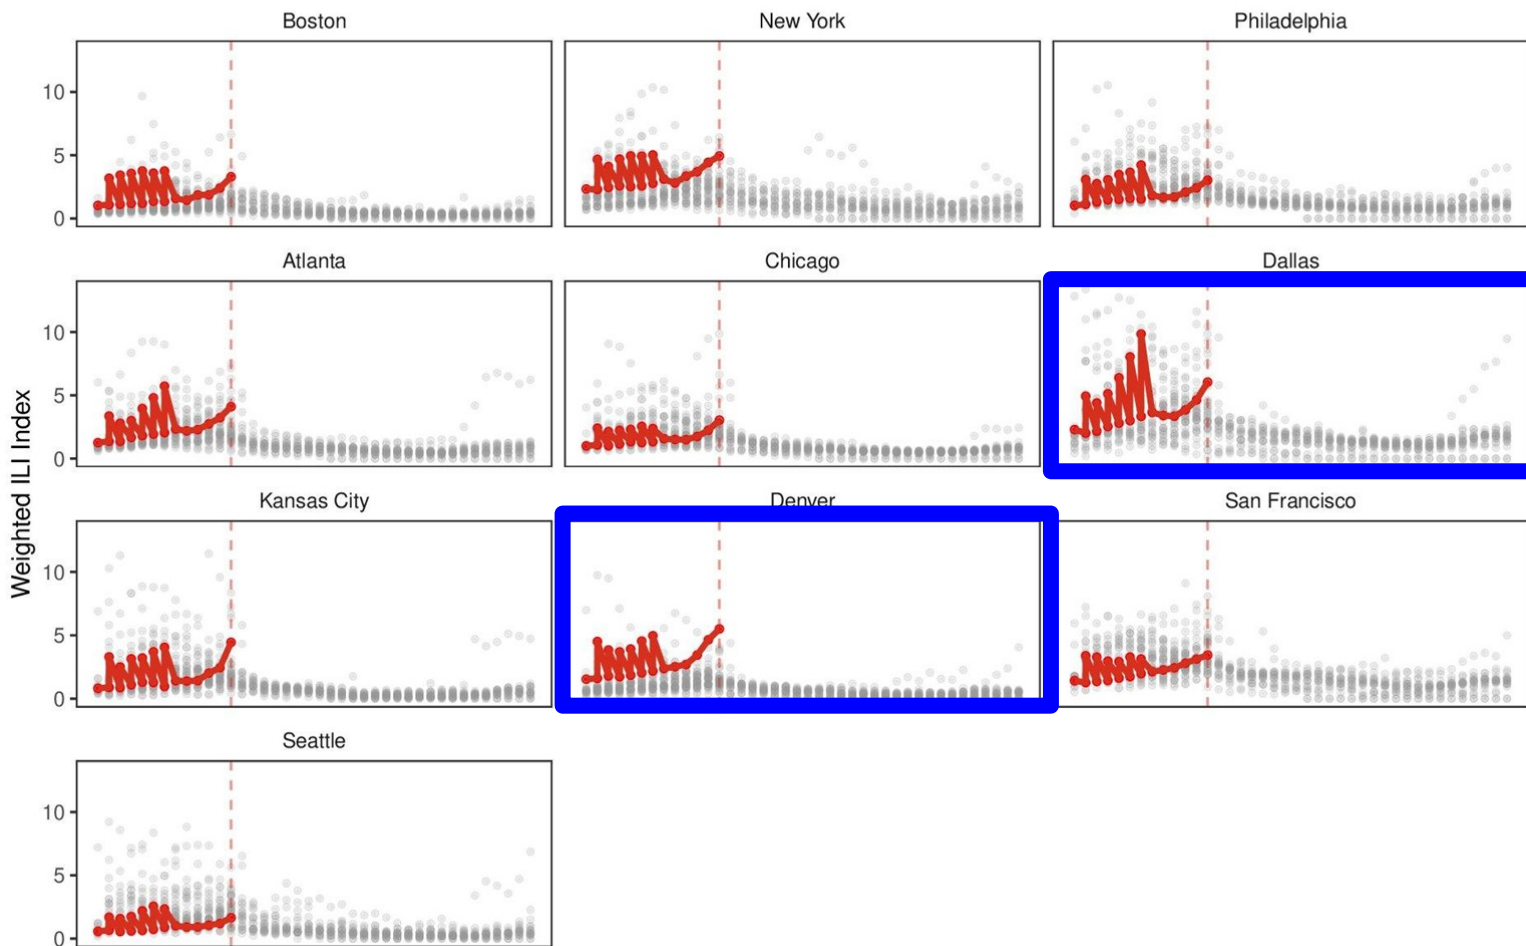 Boston
New York
Philadelphia
10
5
0
Atlanta
Chicago
Dallas
10
5
0
Weighted ILI Index
Kansas City
Denver
San Francisco
10
5
0
Seattle
10
5
0